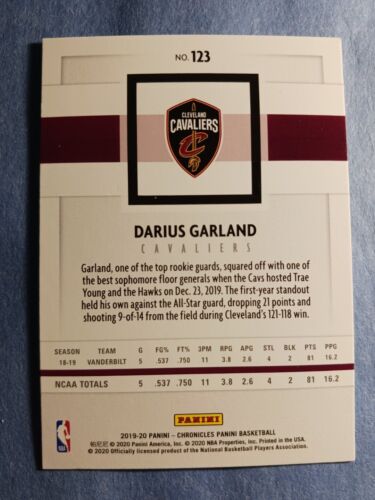 NO. 123
CLEVELAND
CAVALIERS
C
DARIUS GARLAND
CAVALIERS
Garland, one of the top rookie guards, squared off with one of
the best sophomore floor generals when the Cavs hosted Trae
Young and the Hawks on Dec. 23, 2019. The first-year standout
held his own against the All-Star guard, dropping 21 points and
shooting 9-of-14 from the field during Cleveland's 121-118 win.
SEASON TEAM G FG% FT% 3PM RPG APG STL BLK PTS PPG
18-19 VANDERBILT 5 .537 .750 11 3.8 2.6 4 2 81 16.2
NCAA TOTALS 5 .537 .750 11 3.8 2.6 4 2 81 16.2
PANINI
2019-20 PANINI – CHRONICLES PANINI BASKETBALL
© 2020 Panini America, Inc. © 2020 NBA Properties, Inc. Printed in the USA.
© 2020 Officially licensed product of the National Basketball Players Association.
NBA